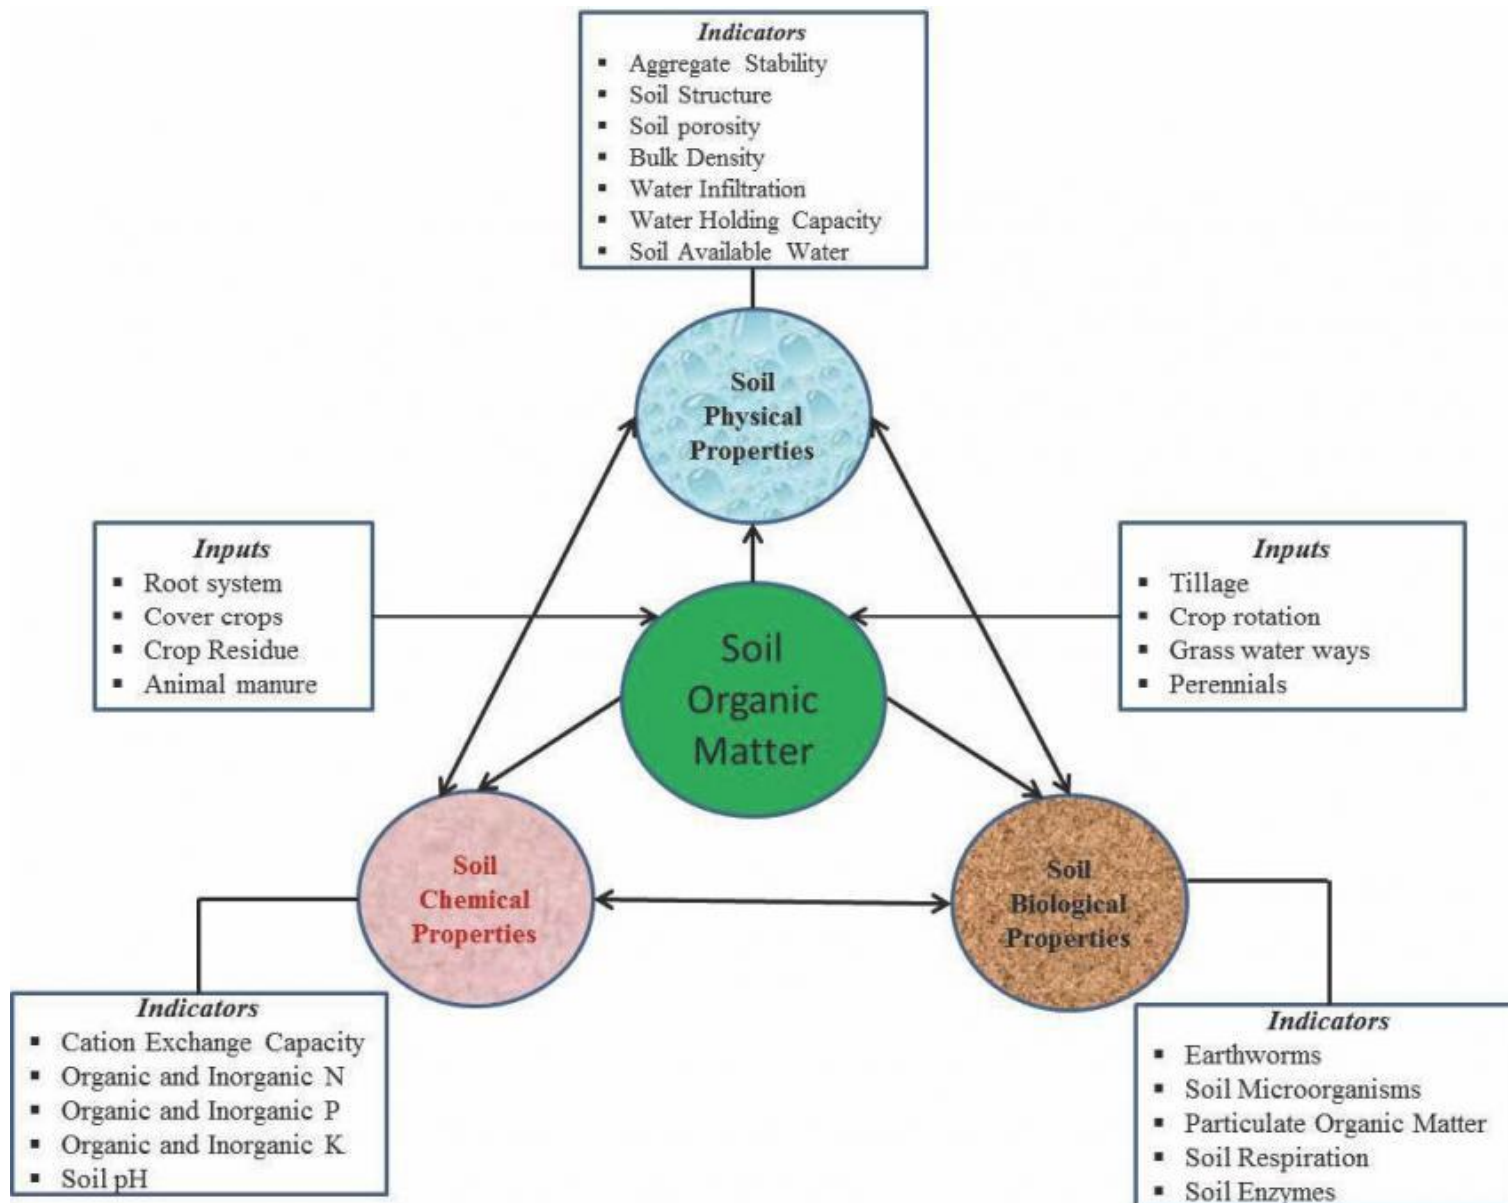 Indicators
▪ Aggregate Stability
▪ Soil Structure
▪ Soil porosity
▪ Bulk Density
▪ Water Infiltration
▪ Water Holding Capacity
▪ Soil Available Water
Soil
Physical
Properties
Inputs
▪ Root system
▪ Cover crops
▪ Crop Residue
▪ Animal manure
Soil
Organic
Matter
Inputs
▪ Tillage
▪ Crop rotation
▪ Grass water ways
▪ Perennials
Soil
Chemical
Properties
Soil
Biological
Properties
Indicators
▪ Cation Exchange Capacity
▪ Organic and Inorganic N
▪ Organic and Inorganic P
▪ Organic and Inorganic K
▪ Soil pH
Indicators
▪ Earthworms
▪ Soil Microorganisms
▪ Particulate Organic Matter
▪ Soil Respiration
▪ Soil Enzymes